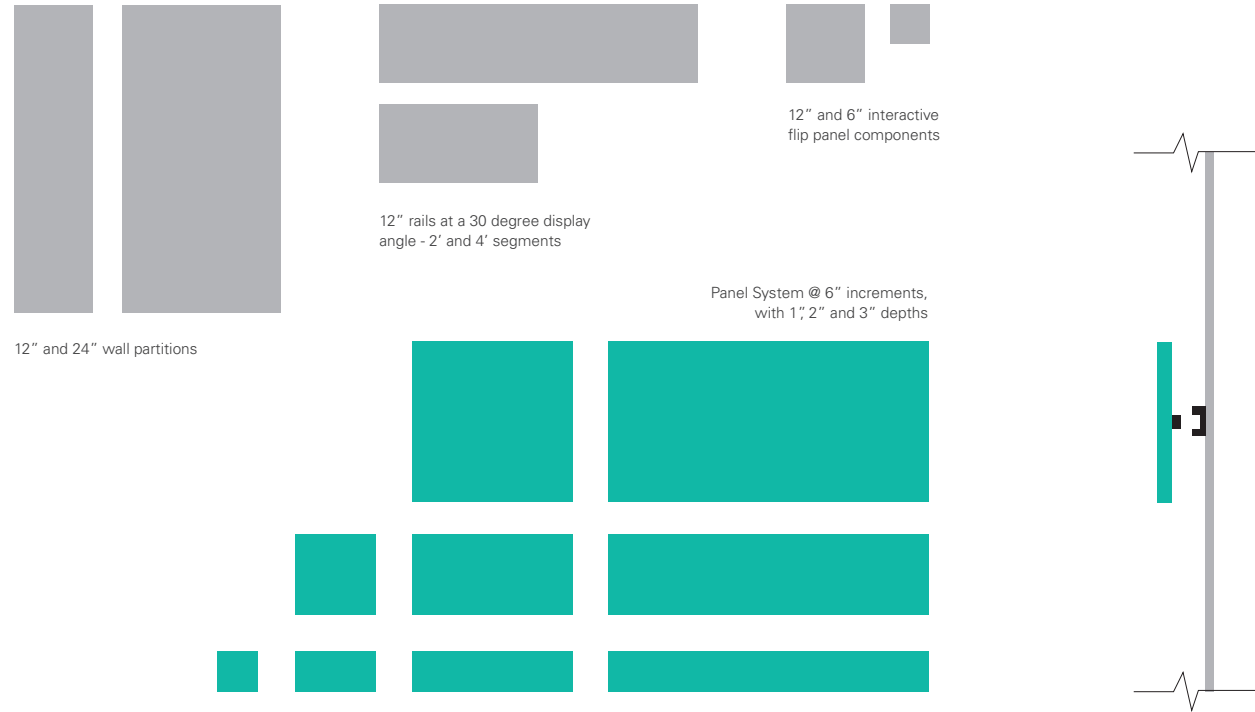 12” and 6” interactive
flip panel components
12” rails at a 30 degree display
angle - 2’ and 4’ segments
Panel System @ 6” increments,
with 1”, 2” and 3” depths
12” and 24” wall partitions